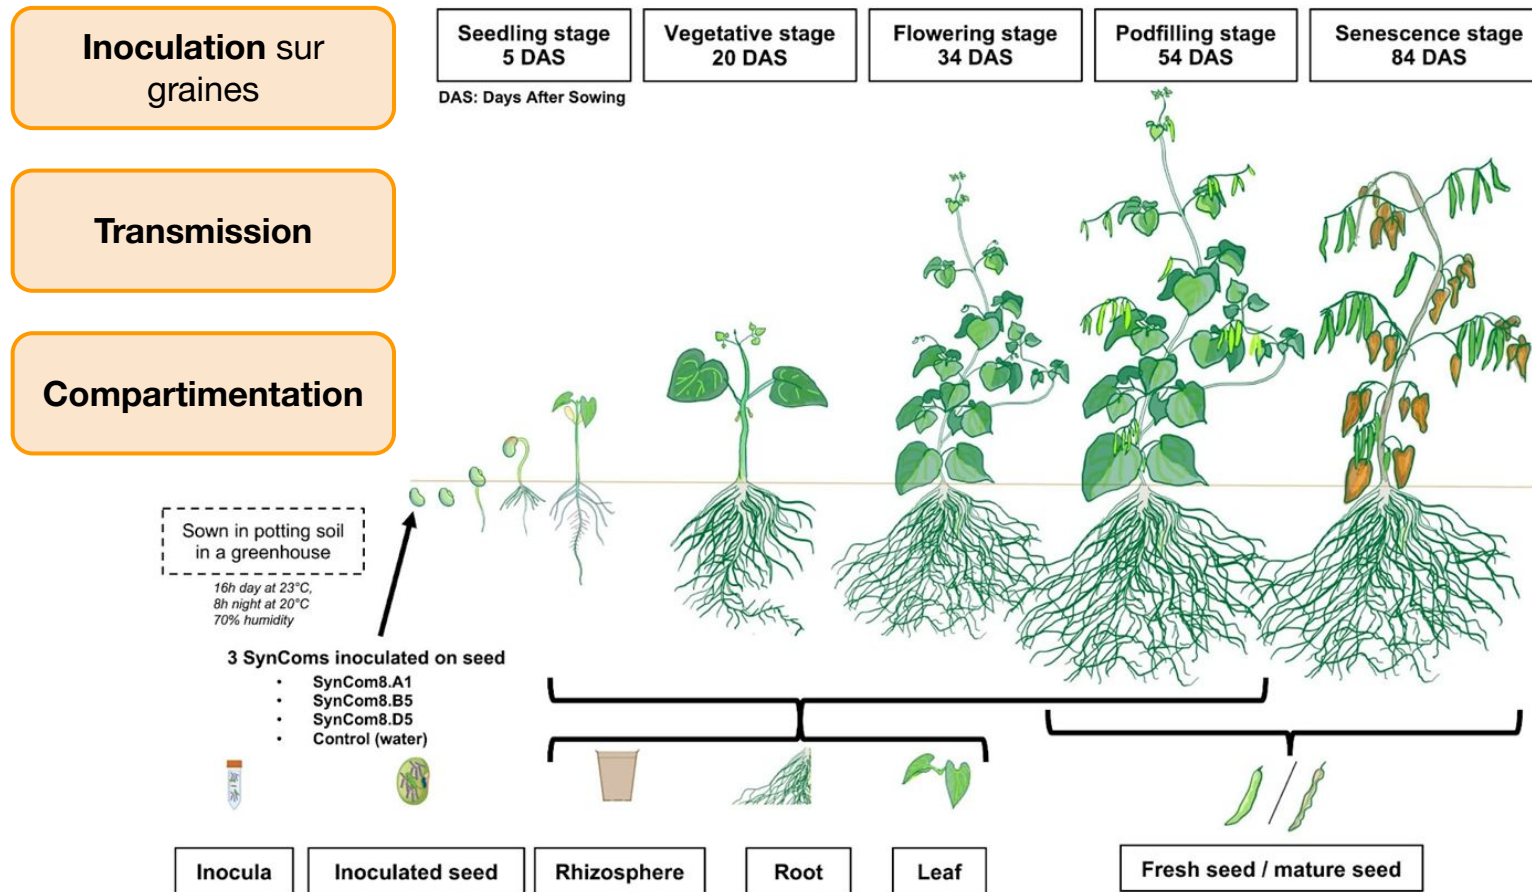 Inoculation sur
graines
Transmission
Compartimentation
Seedling stage
5 DAS
Vegetative stage
20 DAS
Flowering stage
34 DAS
Podfilling stage
54 DAS
Senescence stage
84 DAS
DAS: Days After Sowing
Sown in potting soil
in a greenhouse
16h day at 23°C,
8h night at 20°C
70% humidity
3 SynComs inoculated on seed
• SynCom8.A1
• SynCom8.B5
• SynCom8.D5
• Control (water)
Inocula
Inoculated seed
Rhizosphere
Root
Leaf
Fresh seed / mature seed